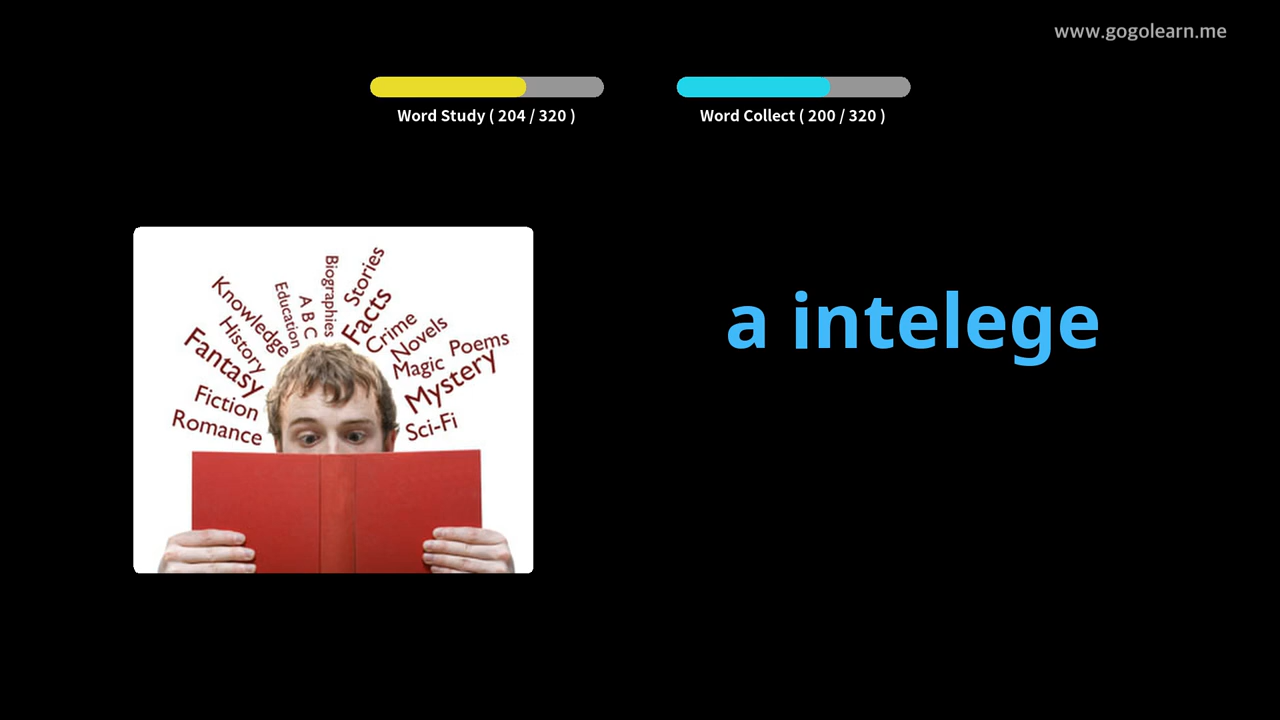 www.gogolearn.me
Word Study ( 204 / 320 )
Word Collect ( 200 / 320 )
a intelege
Knowledge
Education
A B C
Biographies
Stories
Facts
Crime
Novels
Poems
Magic
Mystery
Sci-Fi
History
Fantasy
Fiction
Romance